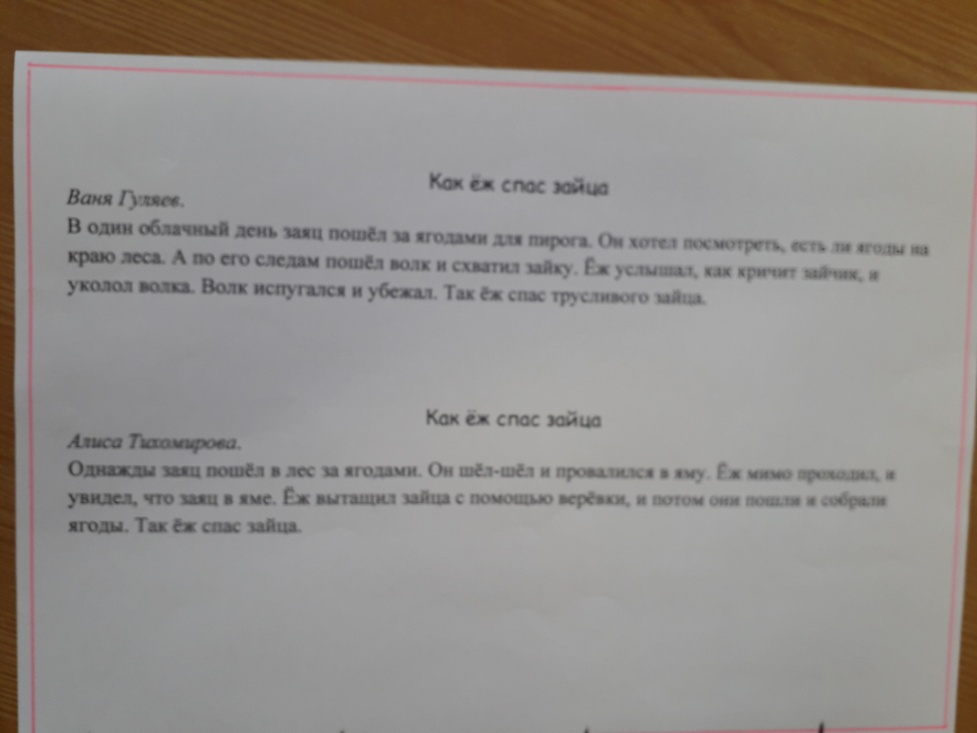 Как ёж спас зайца
Ваня Гуляев.
В один облачный день заяц пошёл за ягодами для пирога. Он хотел посмотреть, есть ли ягоды на
краю леса. А по его следам пошёл волк и схватил зайку. Ёж услышал, как кричит зайчик, и
уколол волка. Волк испугался и убежал. Так ёж спас трусливого зайца.
Как ёж спас зайца
Алиса Тихомирова.
Однажды заяц пошёл в лес за ягодами. Он шёл-шёл и провалился в яму. Ёж мимо проходил, и
увидел, что заяц в яме. Ёж вытащил зайца с помощью верёвки, и потом они пошли и собрали
ягоды. Так ёж спас зайца.